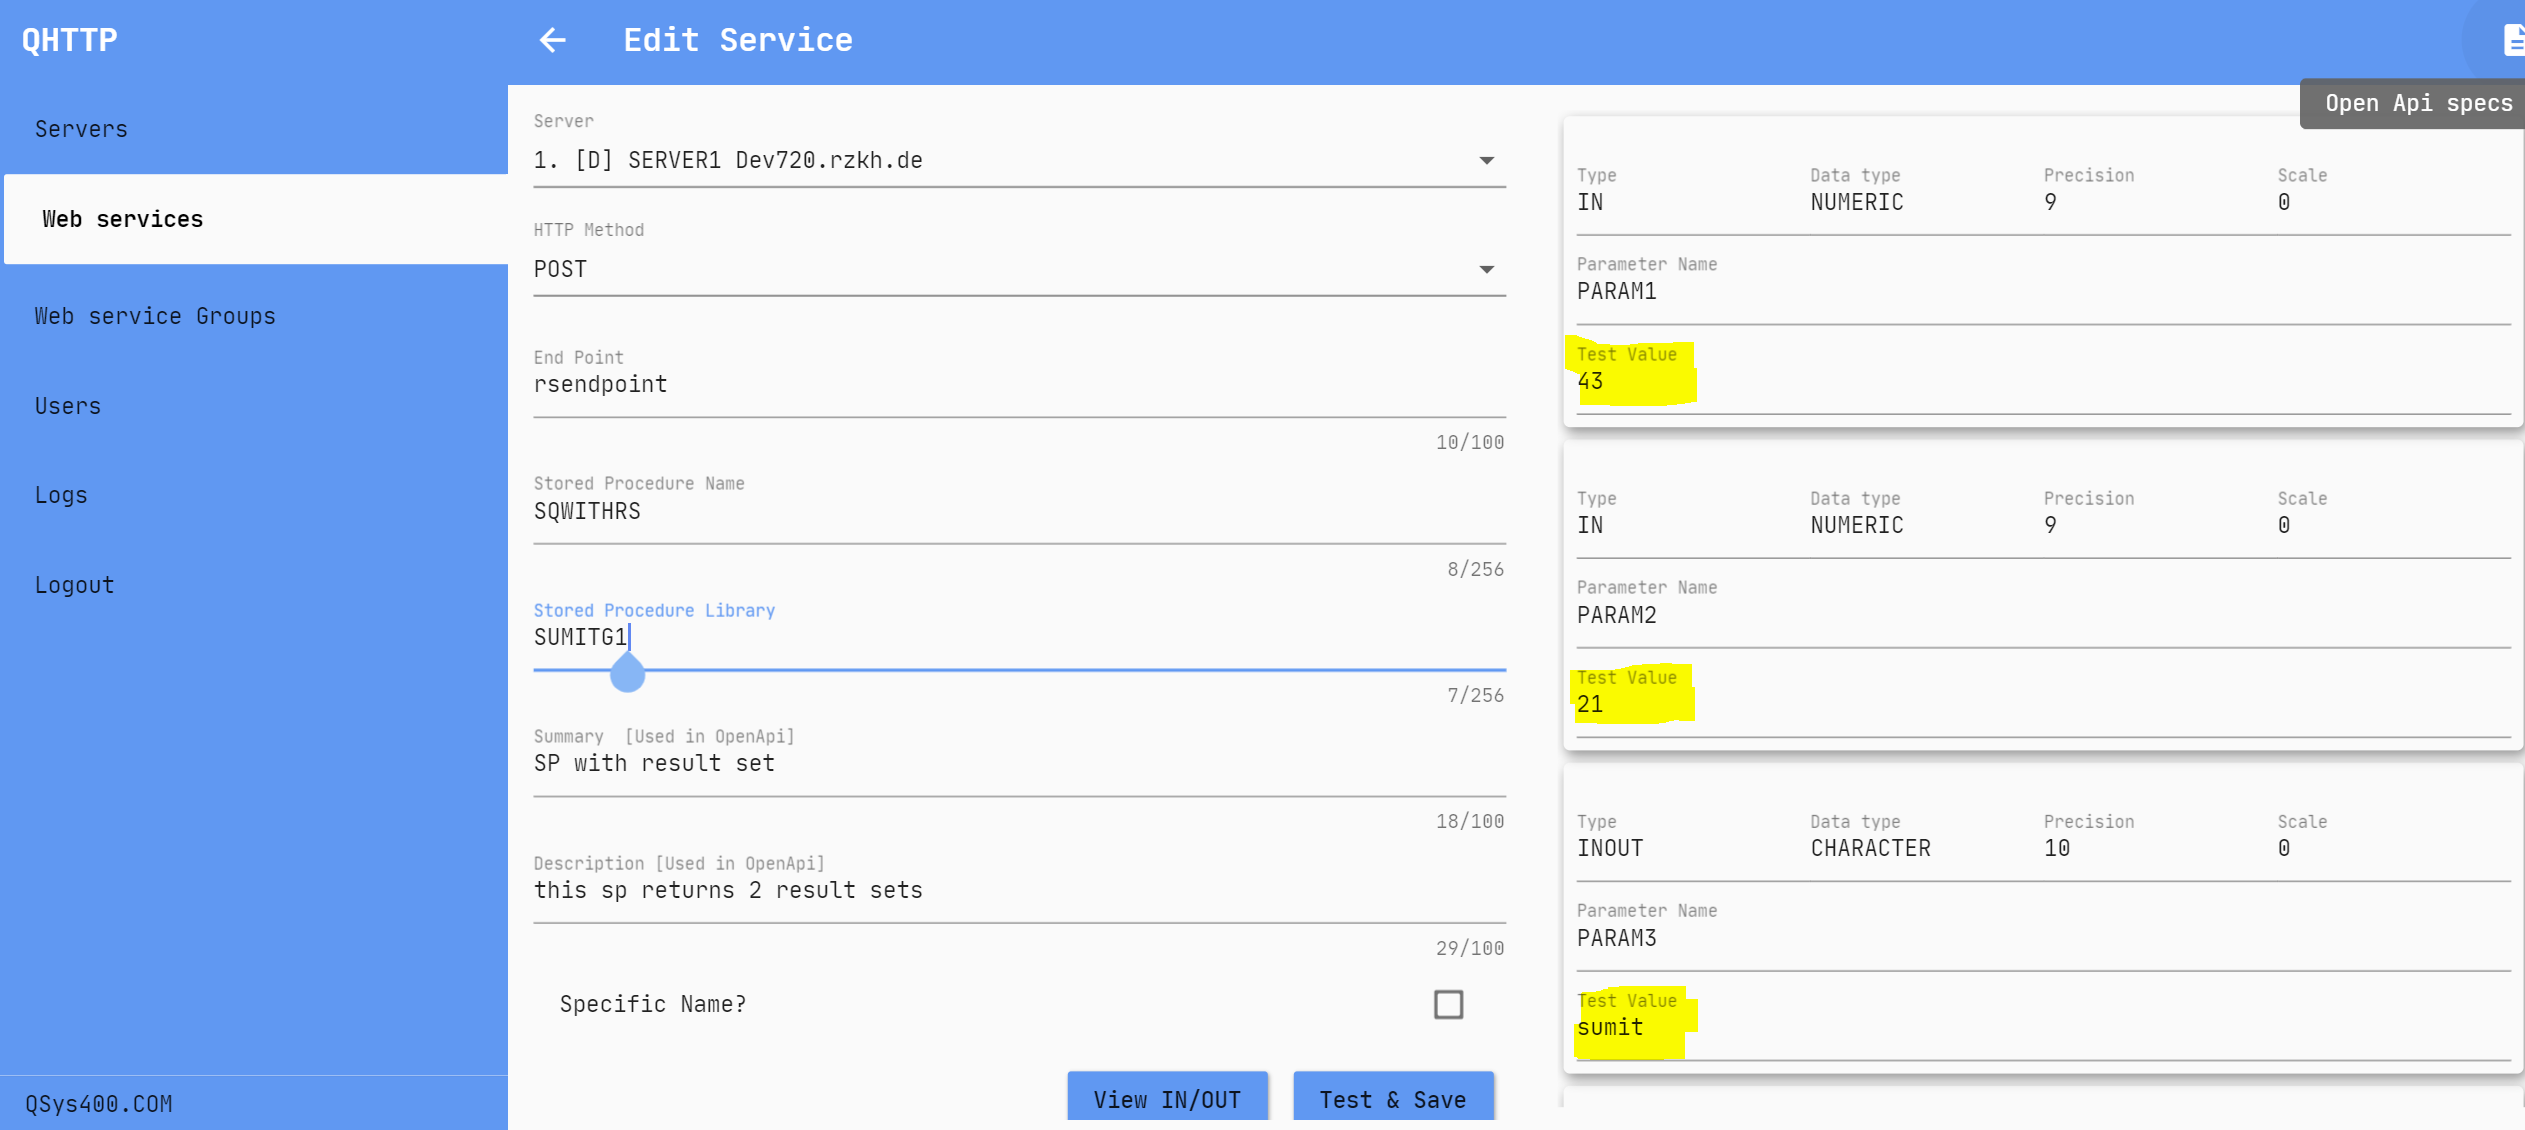 QHTTP
Servers
Web services
Web service Groups
Users
Logs
Logout
QSys400.COM
Edit Service
Open Api specs
Server
1. [D] SERVER1 Dev720.rzkh.de
HTTP Method
POST
End Point
rsendpoint
10/100
Stored Procedure Name
SQWITHRS
8/256
Stored Procedure Library
SUMITG1
7/256
Summary  [Used in OpenApi]
SP with result set
18/100
Description [Used in OpenApi]
this sp returns 2 result sets
29/100
Specific Name?
View IN/OUT Test & Save
Type Data type Precision Scale
IN NUMERIC 9 0
Parameter Name
PARAM1
Test Value
43
Type Data type Precision Scale
IN NUMERIC 9 0
Parameter Name
PARAM2
Test Value
21
Type Data type Precision Scale
INOUT CHARACTER 10 0
Parameter Name
PARAM3
Test Value
sumit